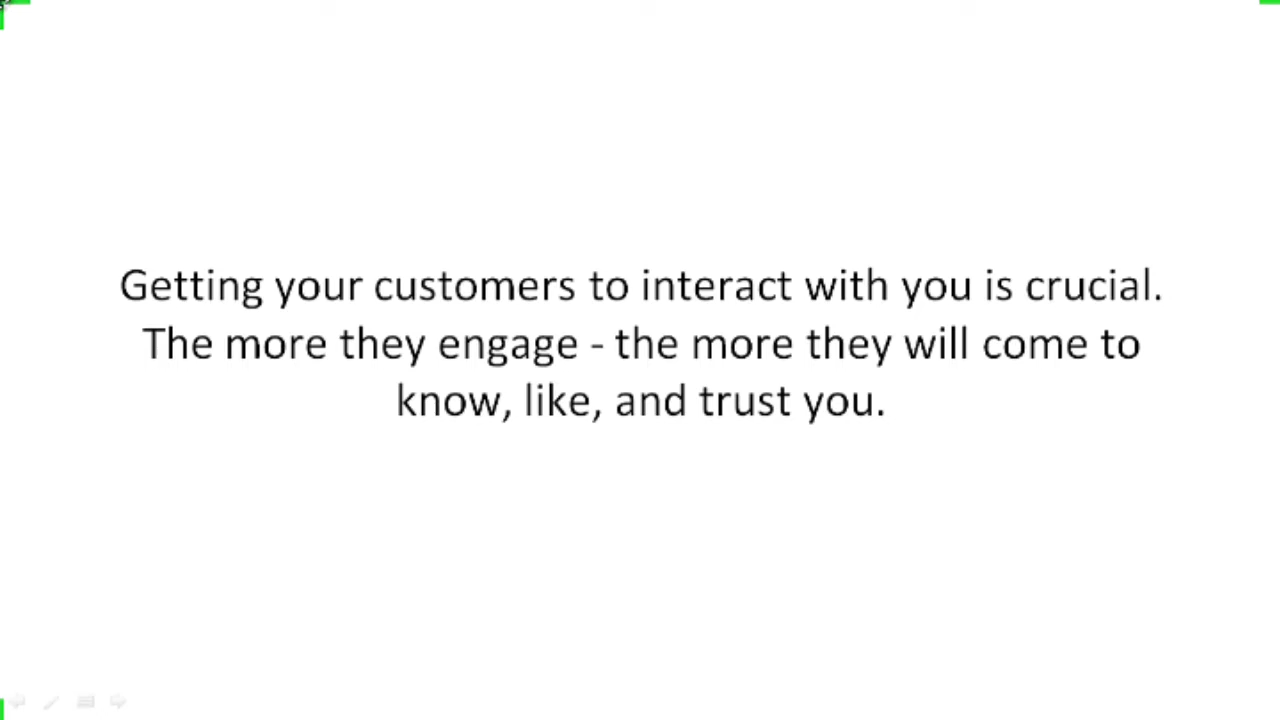 Getting your customers to interact with you is crucial.
The more they engage - the more they will come to
know, like, and trust you.